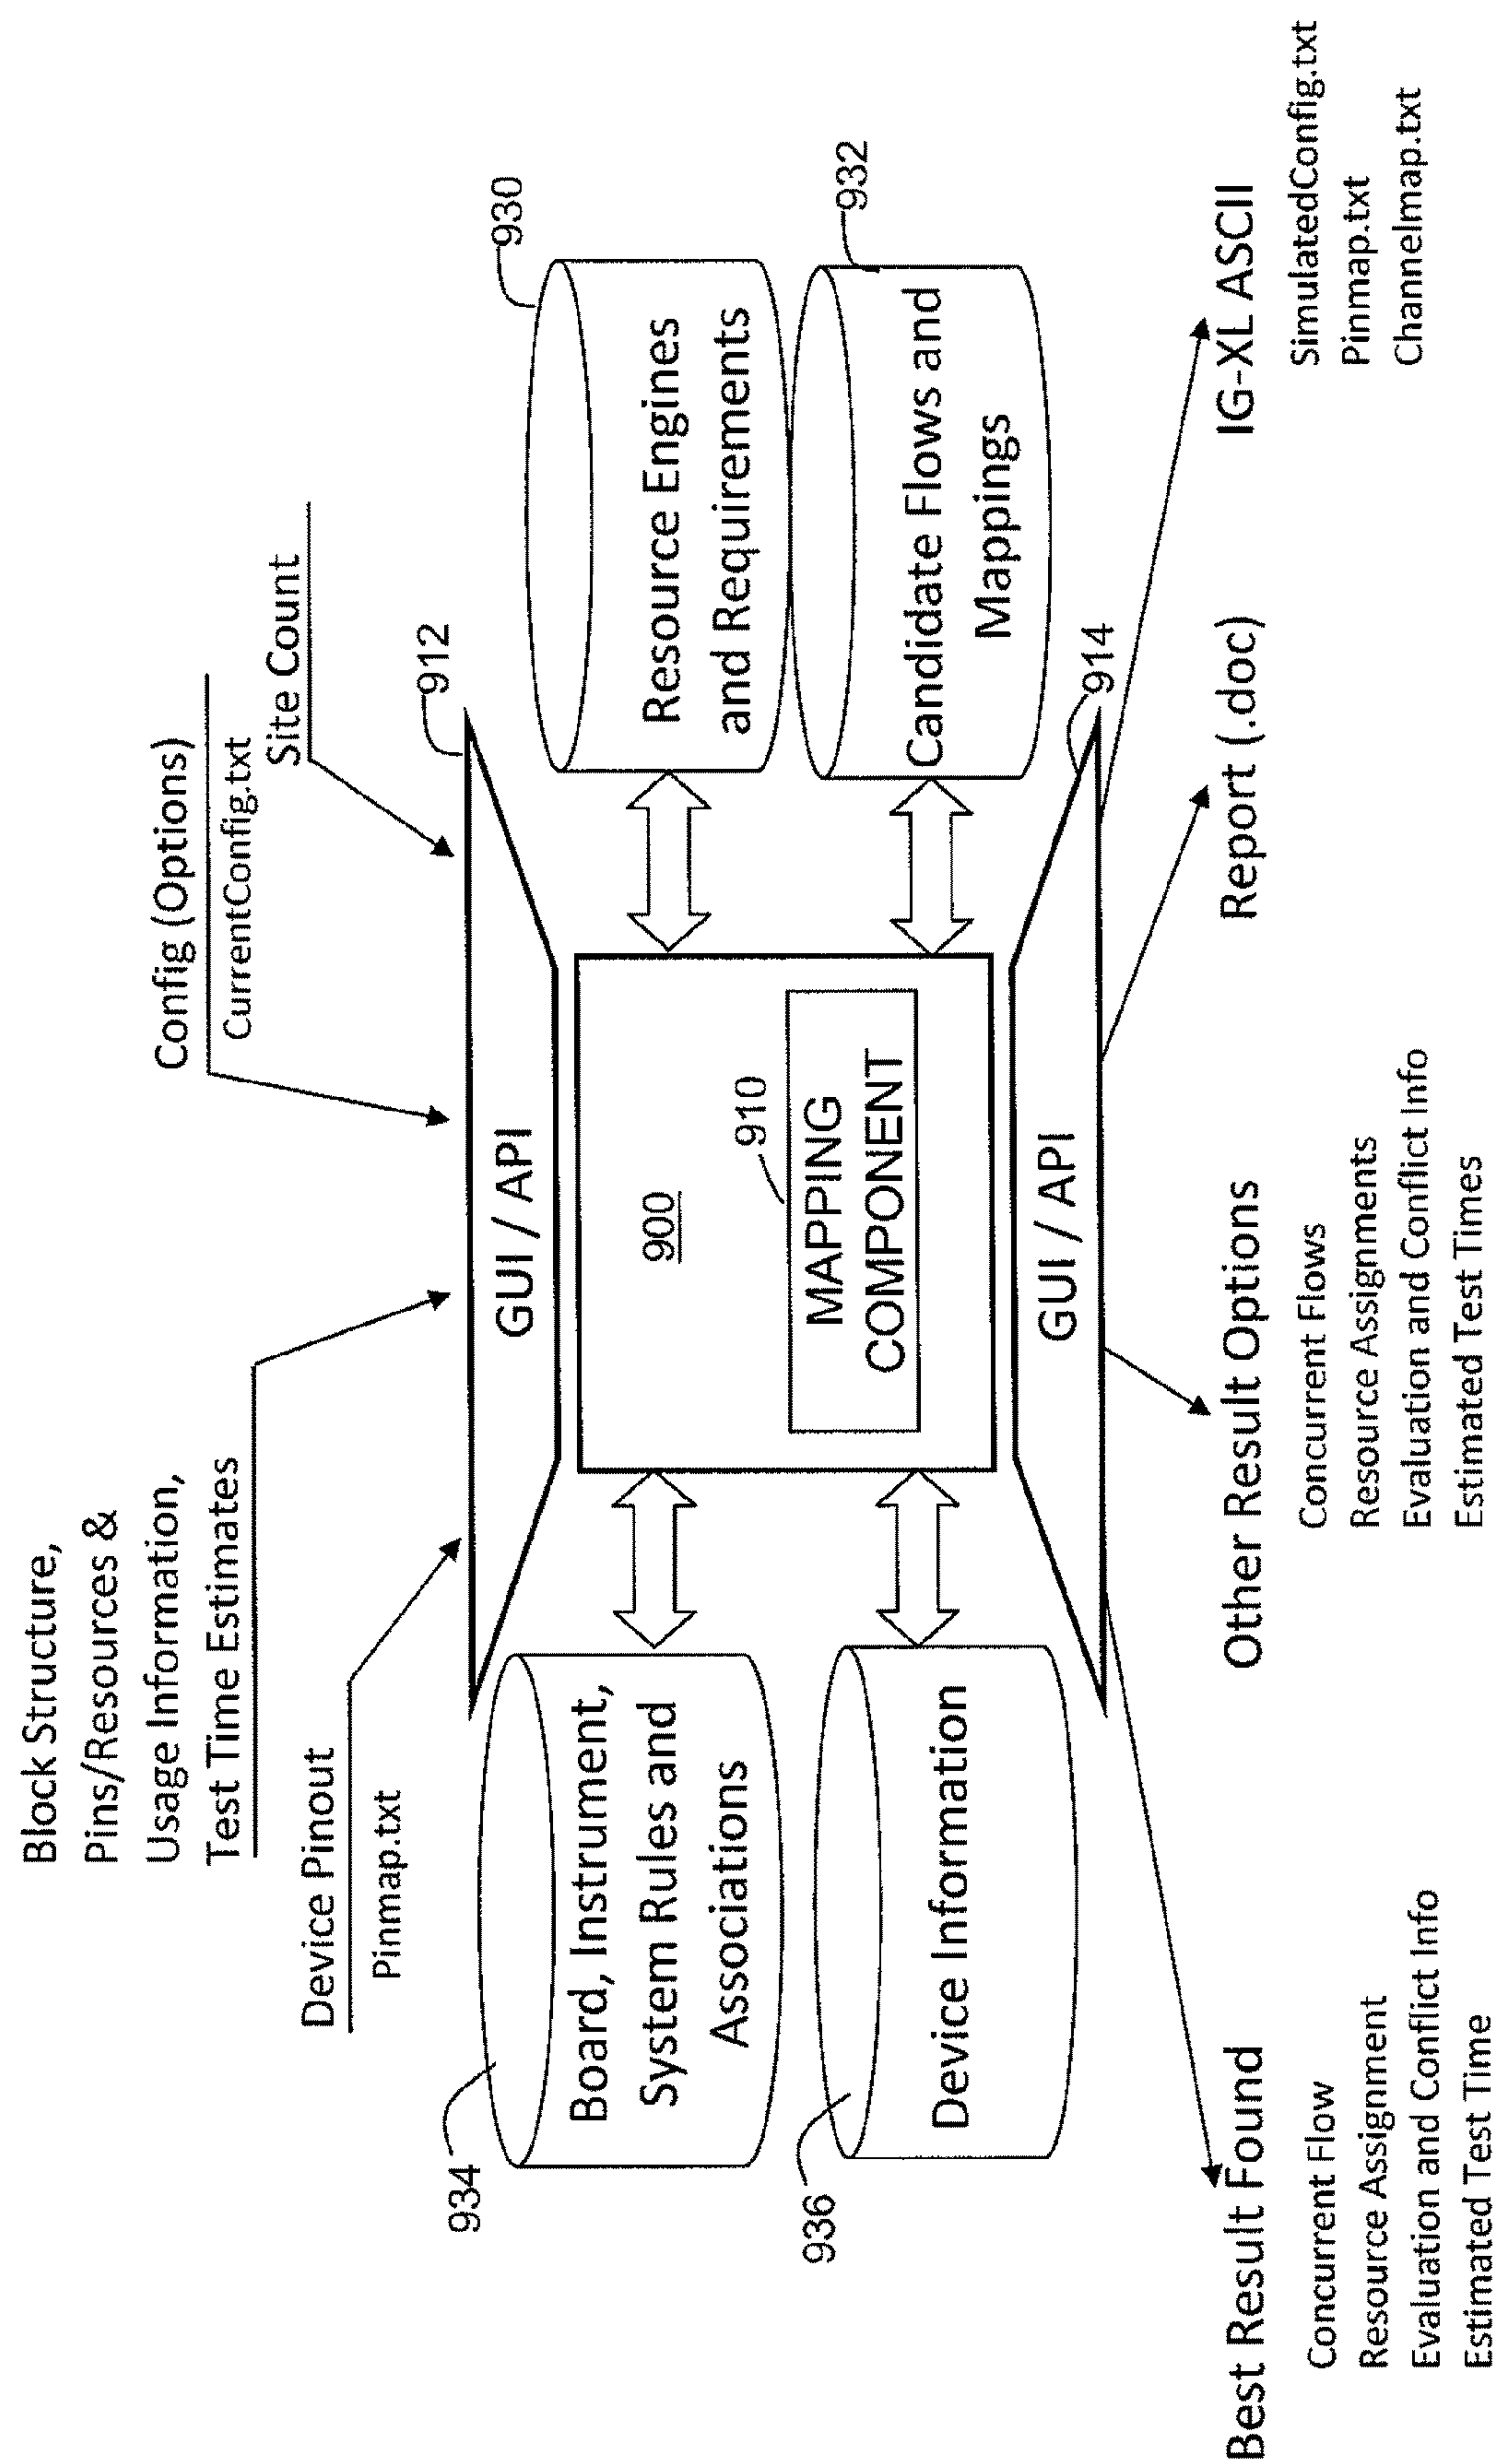 Block Structure,
Pins/Resources &
Usage Information,
Test Time Estimates
Device Pinout
Pinmap.txt
Config (Options)
CurrentConfig.txt
Site Count
912
GUI / API
934
Board, Instrument,
System Rules and
Associations
936
Device Information
900
910
MAPPING
COMPONENT
930
Resource Engines
and Requirements
932
Candidate Flows and
Mappings
914
GUI / API
Best Result Found
Concurrent Flow
Resource Assignment
Evaluation and Conflict Info
Estimated Test Time
Other Result Options
Concurrent Flows
Resource Assignments
Evaluation and Conflict Info
Estimated Test Times
Report (.doc)
IG-XL ASCII
SimulatedConfig.txt
Pinmap.txt
Channelmap.txt